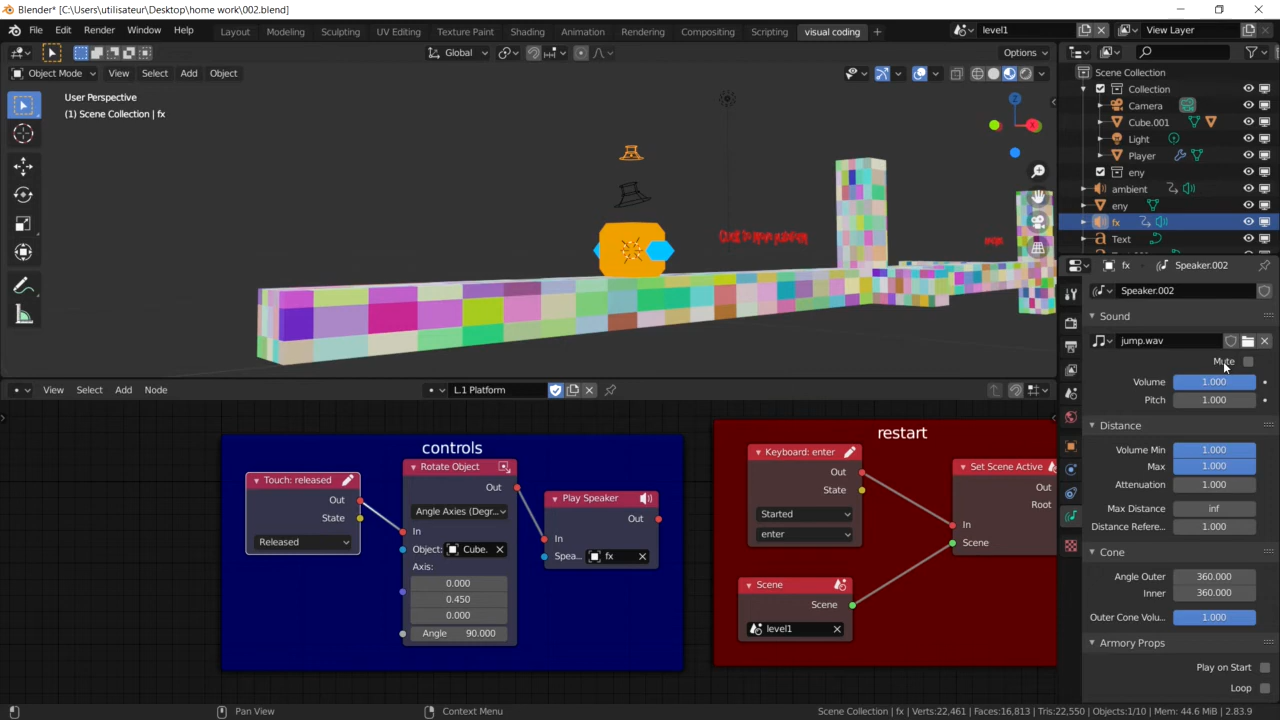 Blender* [C:\Users\utilisateur\Desktop\home work\002.blend]
File Edit Render Window Help
Layout Modeling Sculpting UV Editing Texture Paint Shading Animation Rendering Compositing Scripting visual coding +
level1
View Layer
Global
Options
Object Mode View Select Add Object
User Perspective
(1) Scene Collection | fx
Scene Collection
Collection
Camera
Cube.001
Light
Player
eny
ambient
eny
fx
Text
fx Speaker.002
Speaker.002
Sound
jump.wav
Mute
Volume 1.000
Pitch 1.000
Distance
Volume Min 1.000
Max 1.000
Attenuation 1.000
Max Distance inf
Distance Refere... 1.000
Cone
Angle Outer 360.000
Inner 360.000
Outer Cone Volu... 1.000
Armory Props
Play on Start
Loop
View Select Add Node
L.1 Platform
controls
Touch: released
Out
State
Released
Rotate Object
Out
Angle Axies (Degr...
In
Object: Cube.
Axis:
0.000
0.450
0.000
Angle 90.000
Play Speaker
Out
In
Spea... fx
restart
Keyboard: enter
Out
State
Started
enter
Scene
Scene
level1
Set Scene Active
Out
Root
In
Scene
Pan View
Context Menu
Scene Collection | fx | Verts:22,461 | Faces:16,813 | Tris:22,550 | Objects:1/10 | Mem: 44.6 MiB | 2.83.9